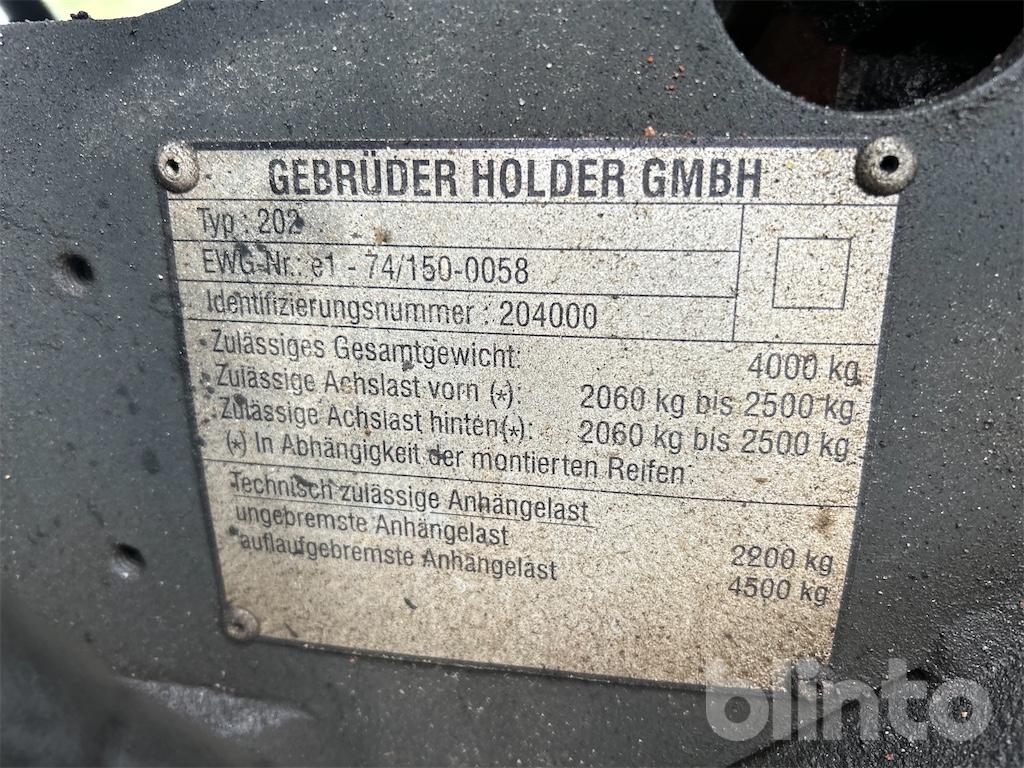 GEBRÜDER HOLDER GMBH
Typ : 202
EWG-Nr.: e1 - 74/150-0058
Identifizierungsnummer : 204000
Zulässiges Gesamtgewicht: 4000 kg
Zulässige Achslast vorn (*): 2060 kg bis 2500 kg
Zulässige Achslast hinten(*): 2060 kg bis 2500 kg
(*) In Abhängigkeit der montierten Reifen.
Technisch zulässige Anhängelast
ungebremste Anhängelast 2200 kg
auflaufgebremste Anhängelast 4500 kg
blinto